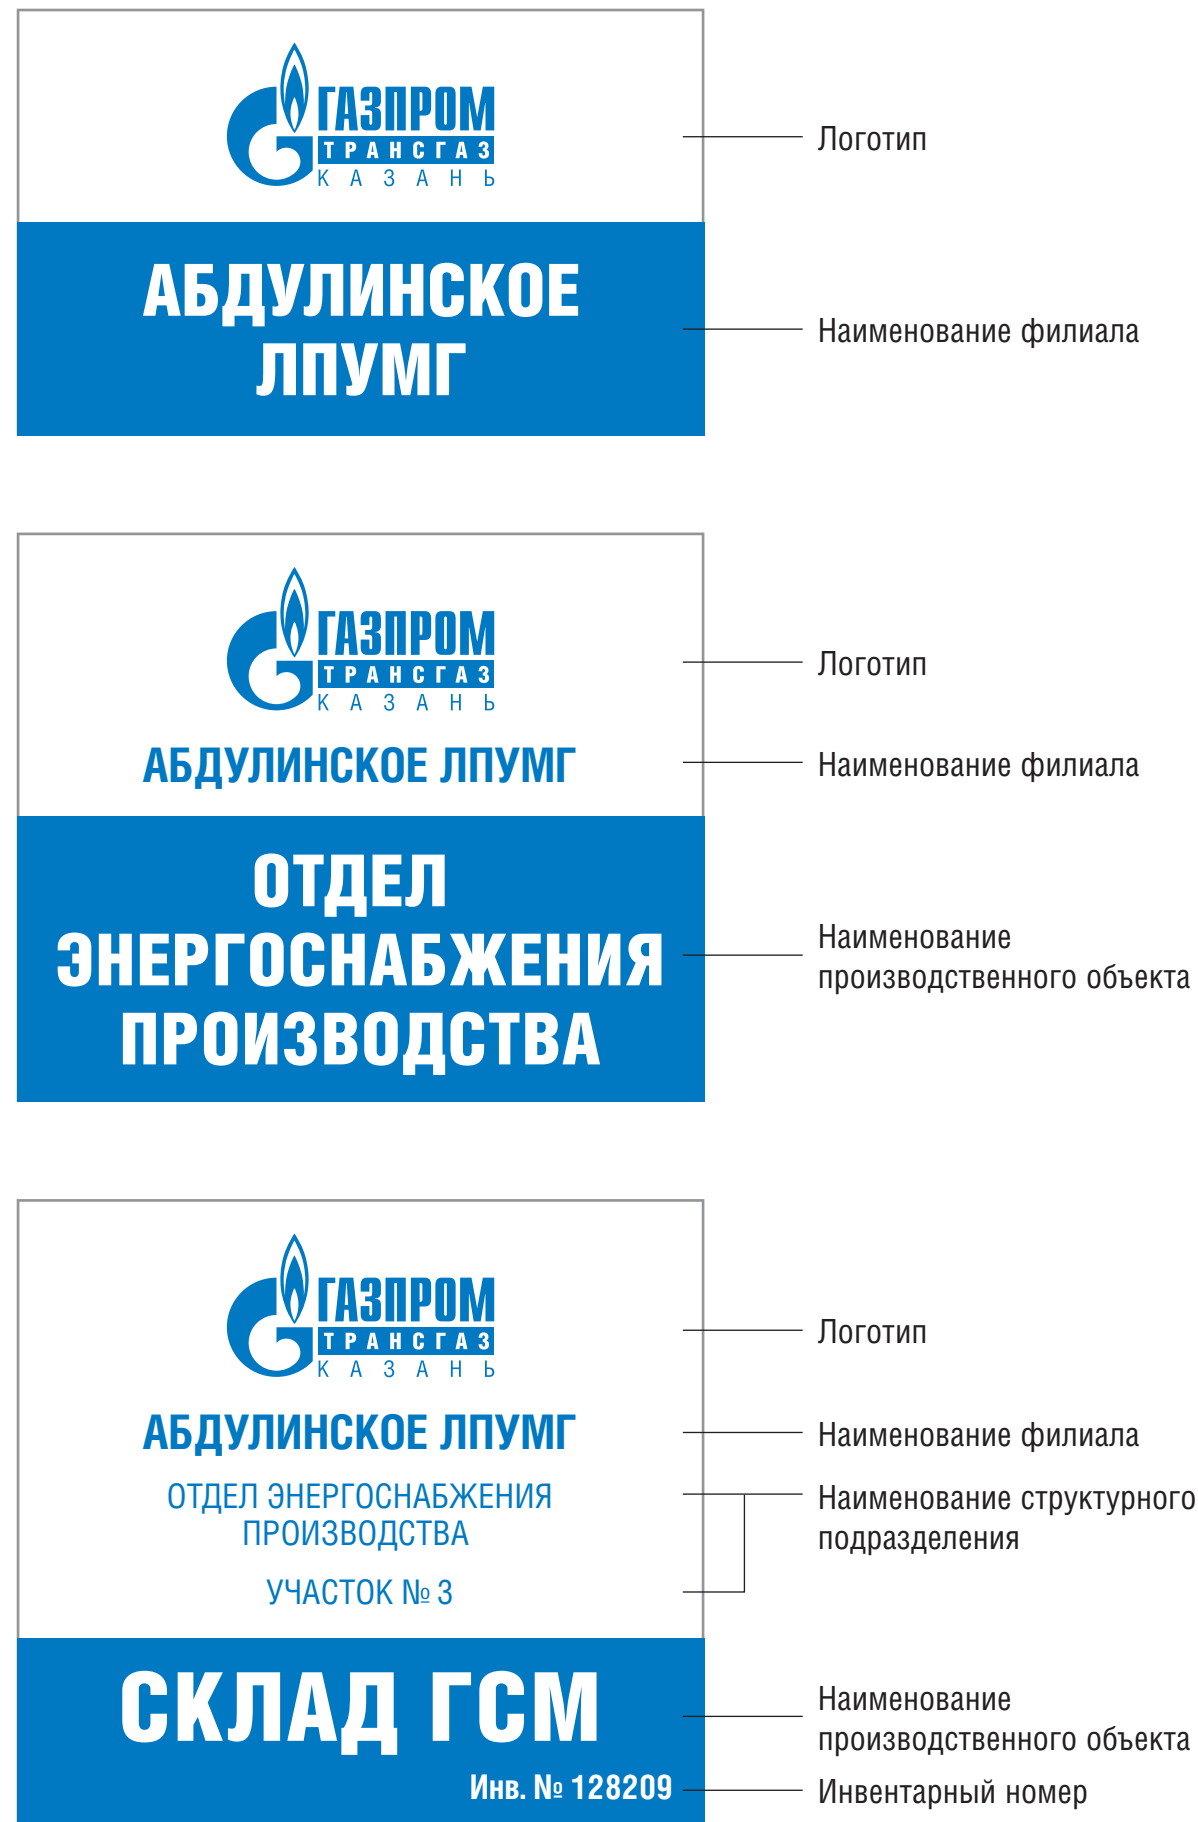 ГАЗПРОМ
ТРАНСГАЗ
КАЗАНЬ
Логотип
АБДУЛИНСКОЕ
ЛПУМГ
Наименование филиала
ГАЗПРОМ
ТРАНСГАЗ
КАЗАНЬ
Логотип
АБДУЛИНСКОЕ ЛПУМГ
Наименование филиала
ОТДЕЛ
ЭНЕРГОСНАБЖЕНИЯ
ПРОИЗВОДСТВА
Наименование
производственного объекта
ГАЗПРОМ
ТРАНСГАЗ
КАЗАНЬ
Логотип
АБДУЛИНСКОЕ ЛПУМГ
Наименование филиала
ОТДЕЛ ЭНЕРГОСНАБЖЕНИЯ
ПРОИЗВОДСТВА
УЧАСТОК № 3
Наименование структурного
подразделения
СКЛАД ГСМ
Наименование
производственного объекта
Инв. № 128209
Инвентарный номер